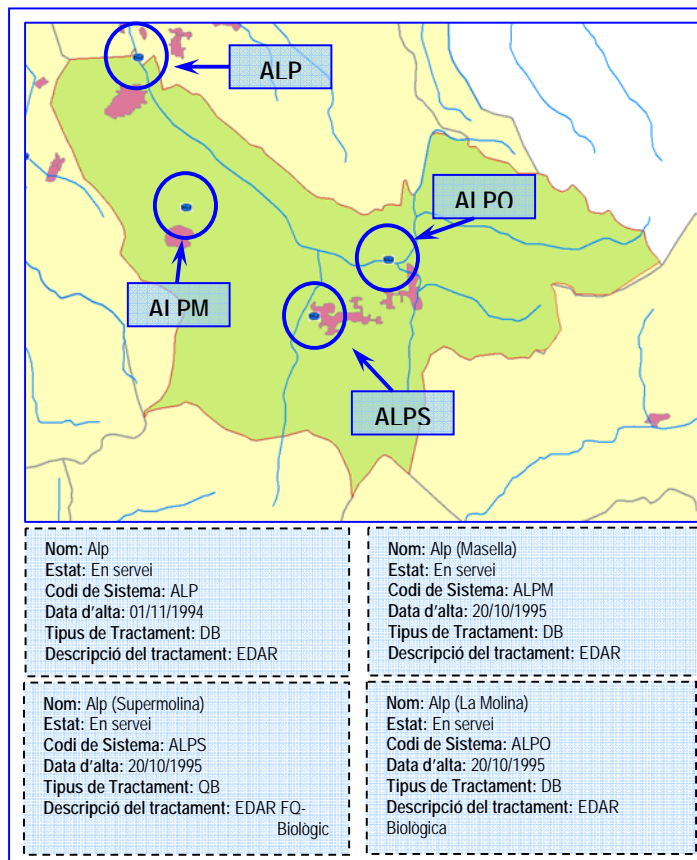 ALP
ALPO
ALPM
ALPS
Nom: Alp
Estat: En servei
Codi de Sistema: ALP
Data d'alta: 01/11/1994
Tipus de Tractament: DB
Descripció del tractament: EDAR
Nom: Alp (Masella)
Estat: En servei
Codi de Sistema: ALPM
Data d'alta: 20/10/1995
Tipus de Tractament: DB
Descripció del tractament: EDAR
Nom: Alp (Supermolina)
Estat: En servei
Codi de Sistema: ALPS
Data d'alta: 20/10/1995
Tipus de Tractament: QB
Descripció del tractament: EDAR FQ-
Biològic
Nom: Alp (La Molina)
Estat: En servei
Codi de Sistema: ALPO
Data d'alta: 20/10/1995
Tipus de Tractament: DB
Descripció del tractament: EDAR
Biològica